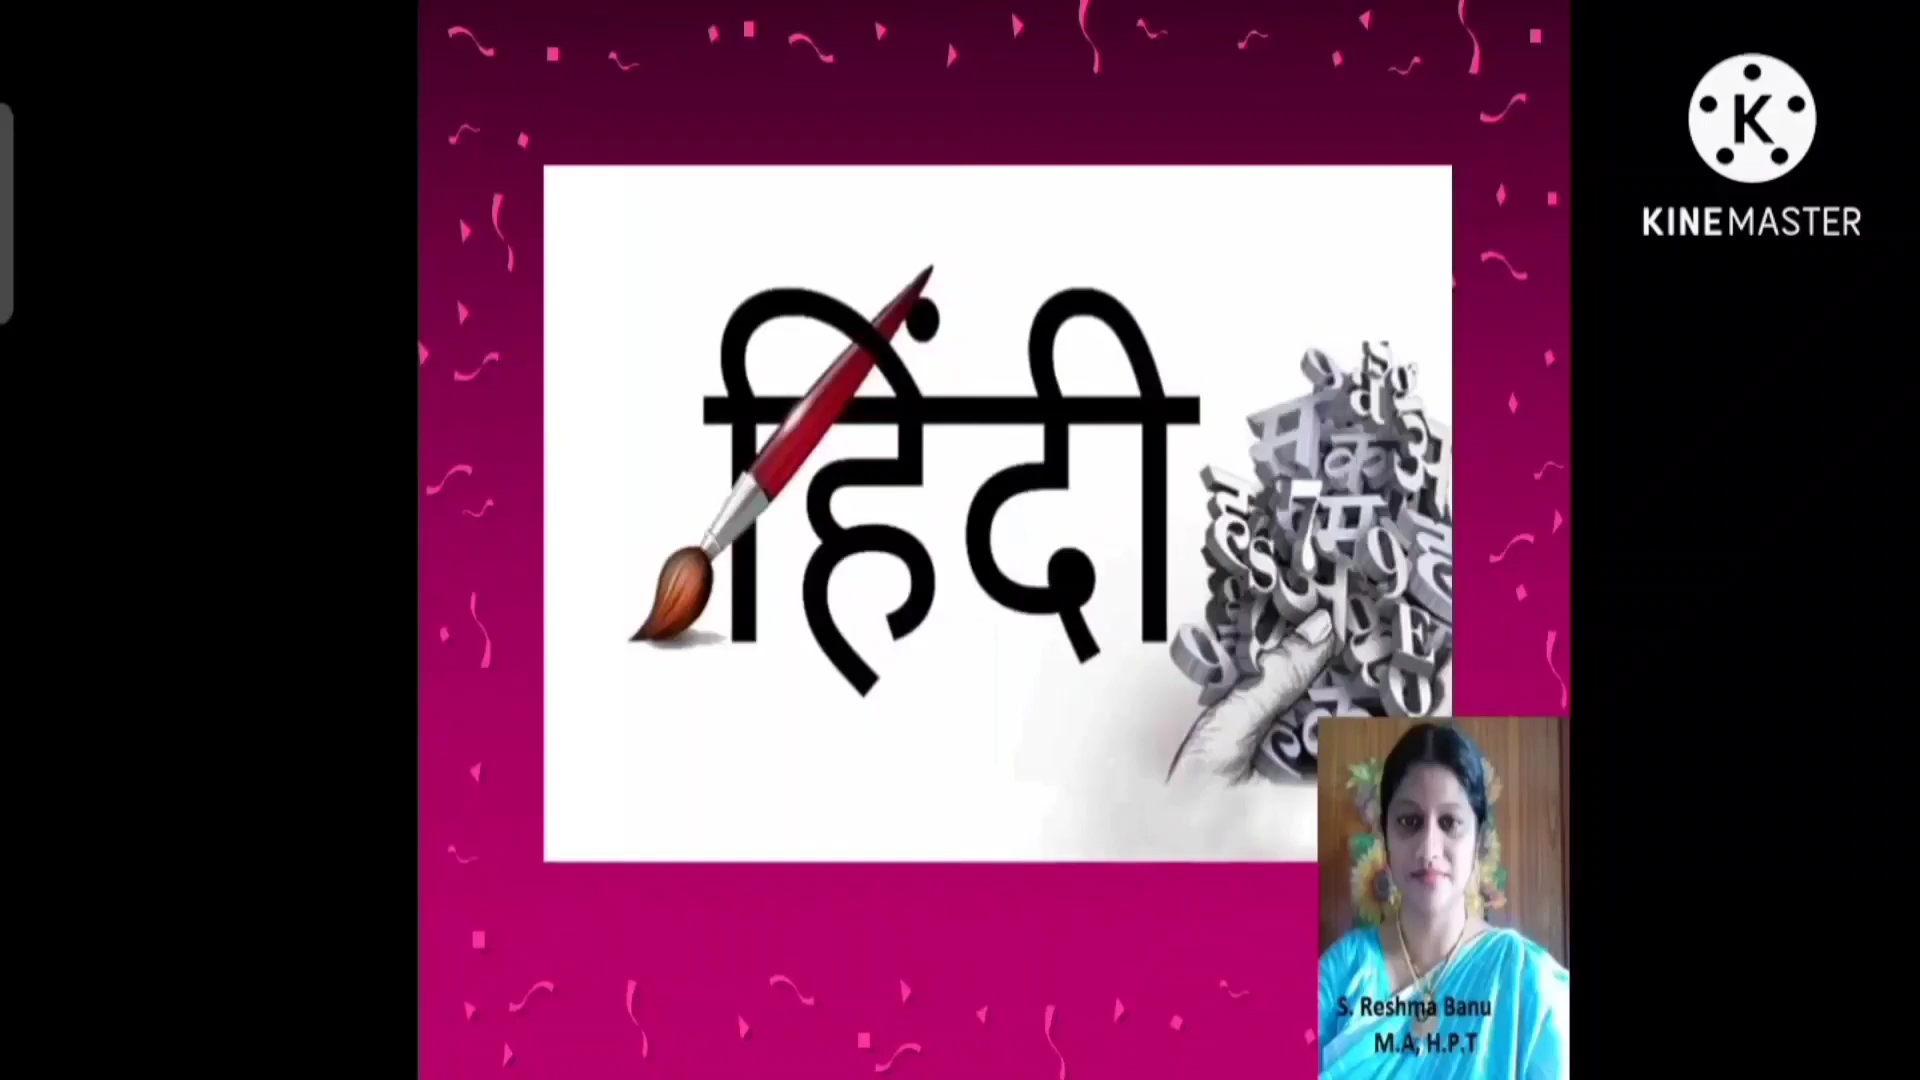 हिंदी
KINEMASTER
S. Reshma Banu
M.A, H.P.T